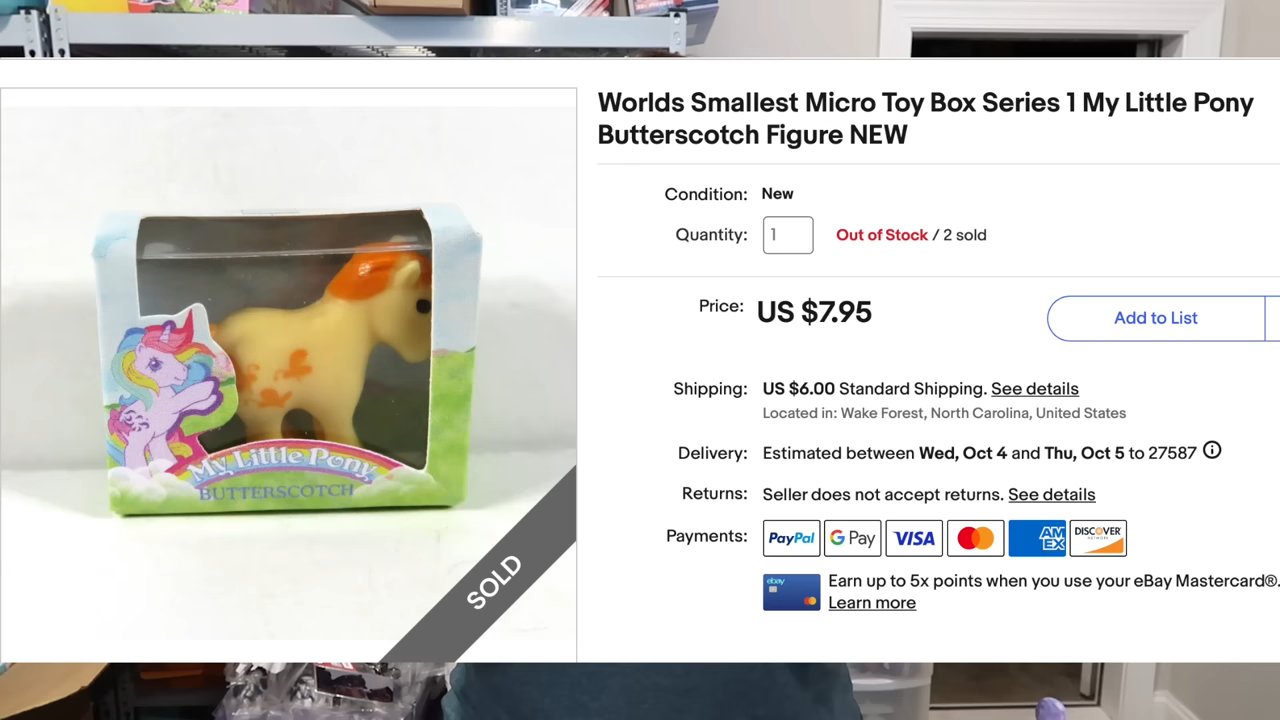 Worlds Smallest Micro Toy Box Series 1 My Little Pony
Butterscotch Figure NEW
Condition: New
Quantity: 1 Out of Stock / 2 sold
Price: US $7.95
Add to List
Shipping: US $6.00 Standard Shipping. See details
Located in: Wake Forest, North Carolina, United States
Delivery: Estimated between Wed, Oct 4 and Thu, Oct 5 to 27587
Returns: Seller does not accept returns. See details
Payments: PayPal G Pay VISA AM EX DISCOVER
ebay
Earn up to 5x points when you use your eBay Mastercard®.
Learn more
My Little Pony
BUTTERSCOTCH
SOLD